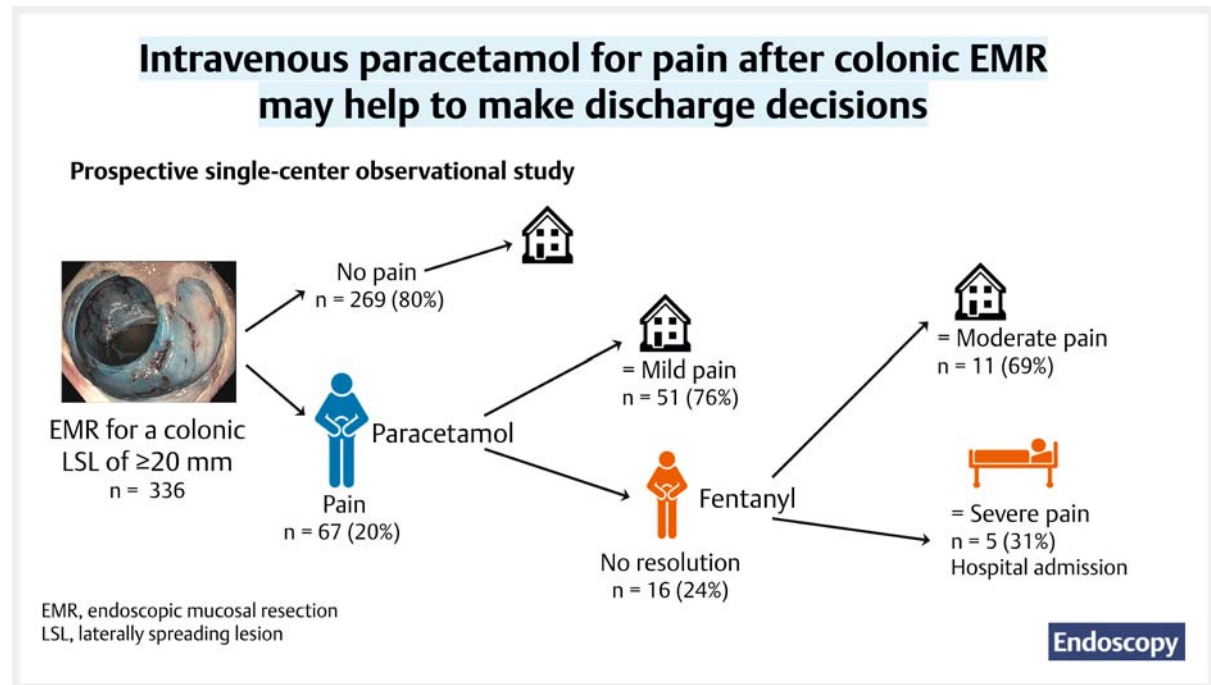 Intravenous paracetamol for pain after colonic EMR
may help to make discharge decisions
Prospective single-center observational study
EMR for a colonic
LSL of ≥20 mm
n = 336
No pain
n = 269 (80%)
Pain
n = 67 (20%)
Paracetamol
= Mild pain
n = 51 (76%)
No resolution
n = 16 (24%)
Fentanyl
= Moderate pain
n = 11 (69%)
= Severe pain
n = 5 (31%)
Hospital admission
EMR, endoscopic mucosal resection
LSL, laterally spreading lesion
Endoscopy